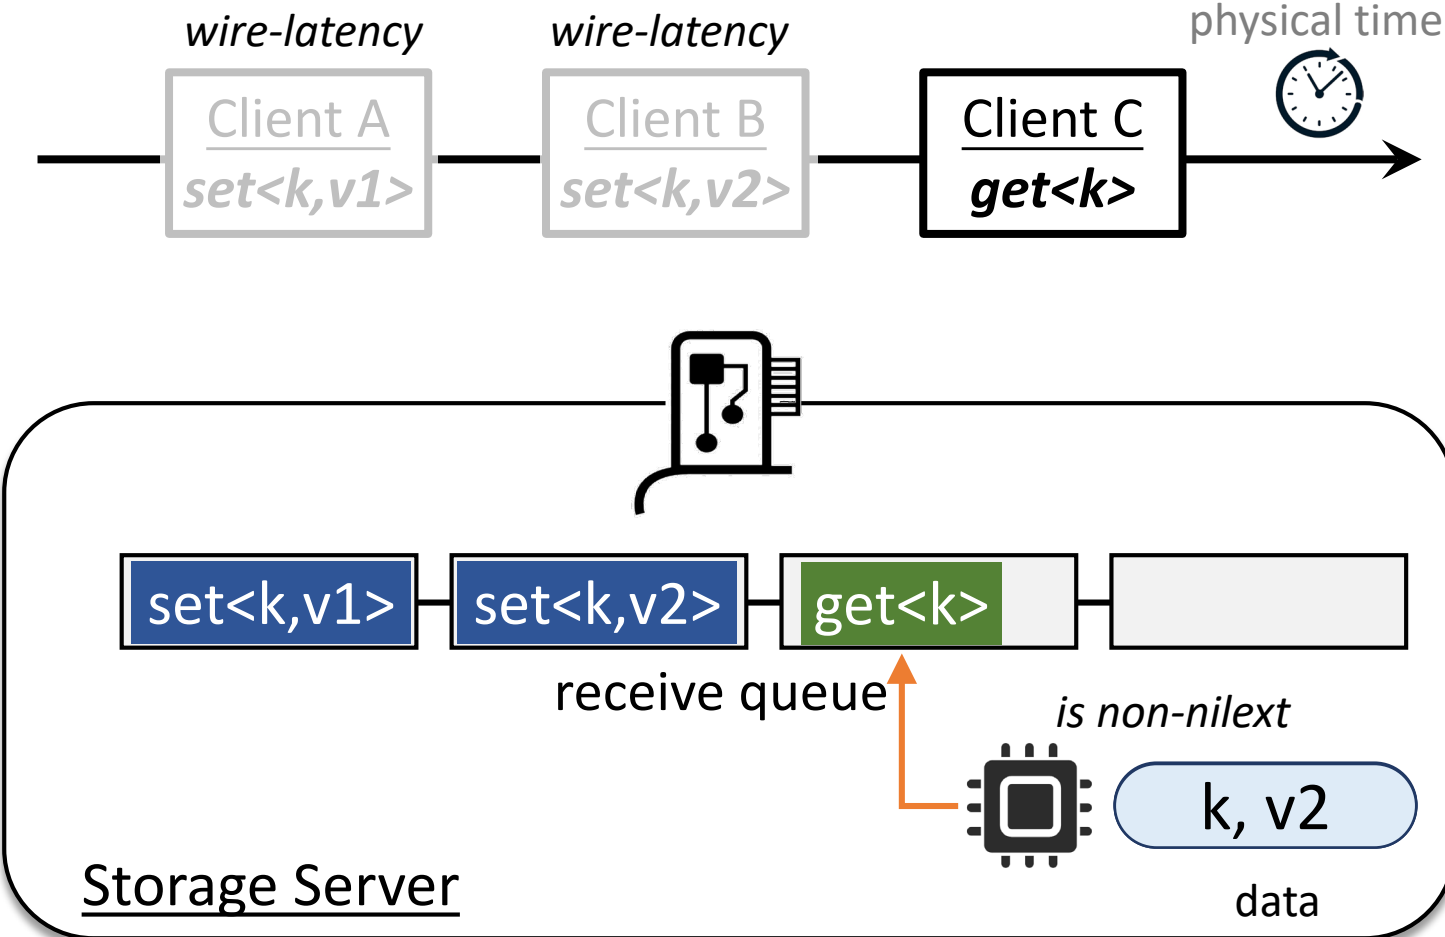 wire-latency
wire-latency
physical time
Client A
set<k,v1>
Client B
set<k,v2>
Client C
get<k>
set<k,v1>
set<k,v2>
get<k>
receive queue
is non-nilext
k, v2
data
Storage Server